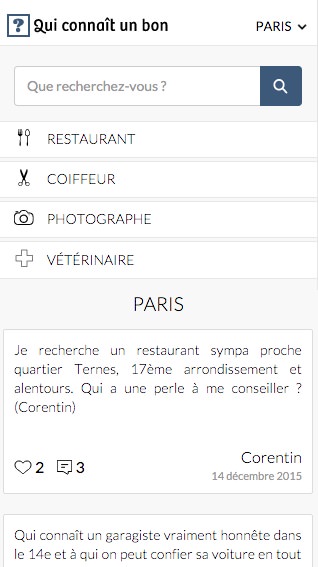 ? Qui connaît un bon PARIS
Que recherchez-vous ?
RESTAURANT
COIFFEUR
PHOTOGRAPHE
VÉTÉRINAIRE
PARIS
Je recherche un restaurant sympa proche
quartier Ternes, 17ème arrondissement et
alentours. Qui a une perle à me conseiller ?
(Corentin)
2 3 Corentin
14 décembre 2015
Qui connaît un garagiste vraiment honnête dans
le 14e et à qui on peut confier sa voiture en tout